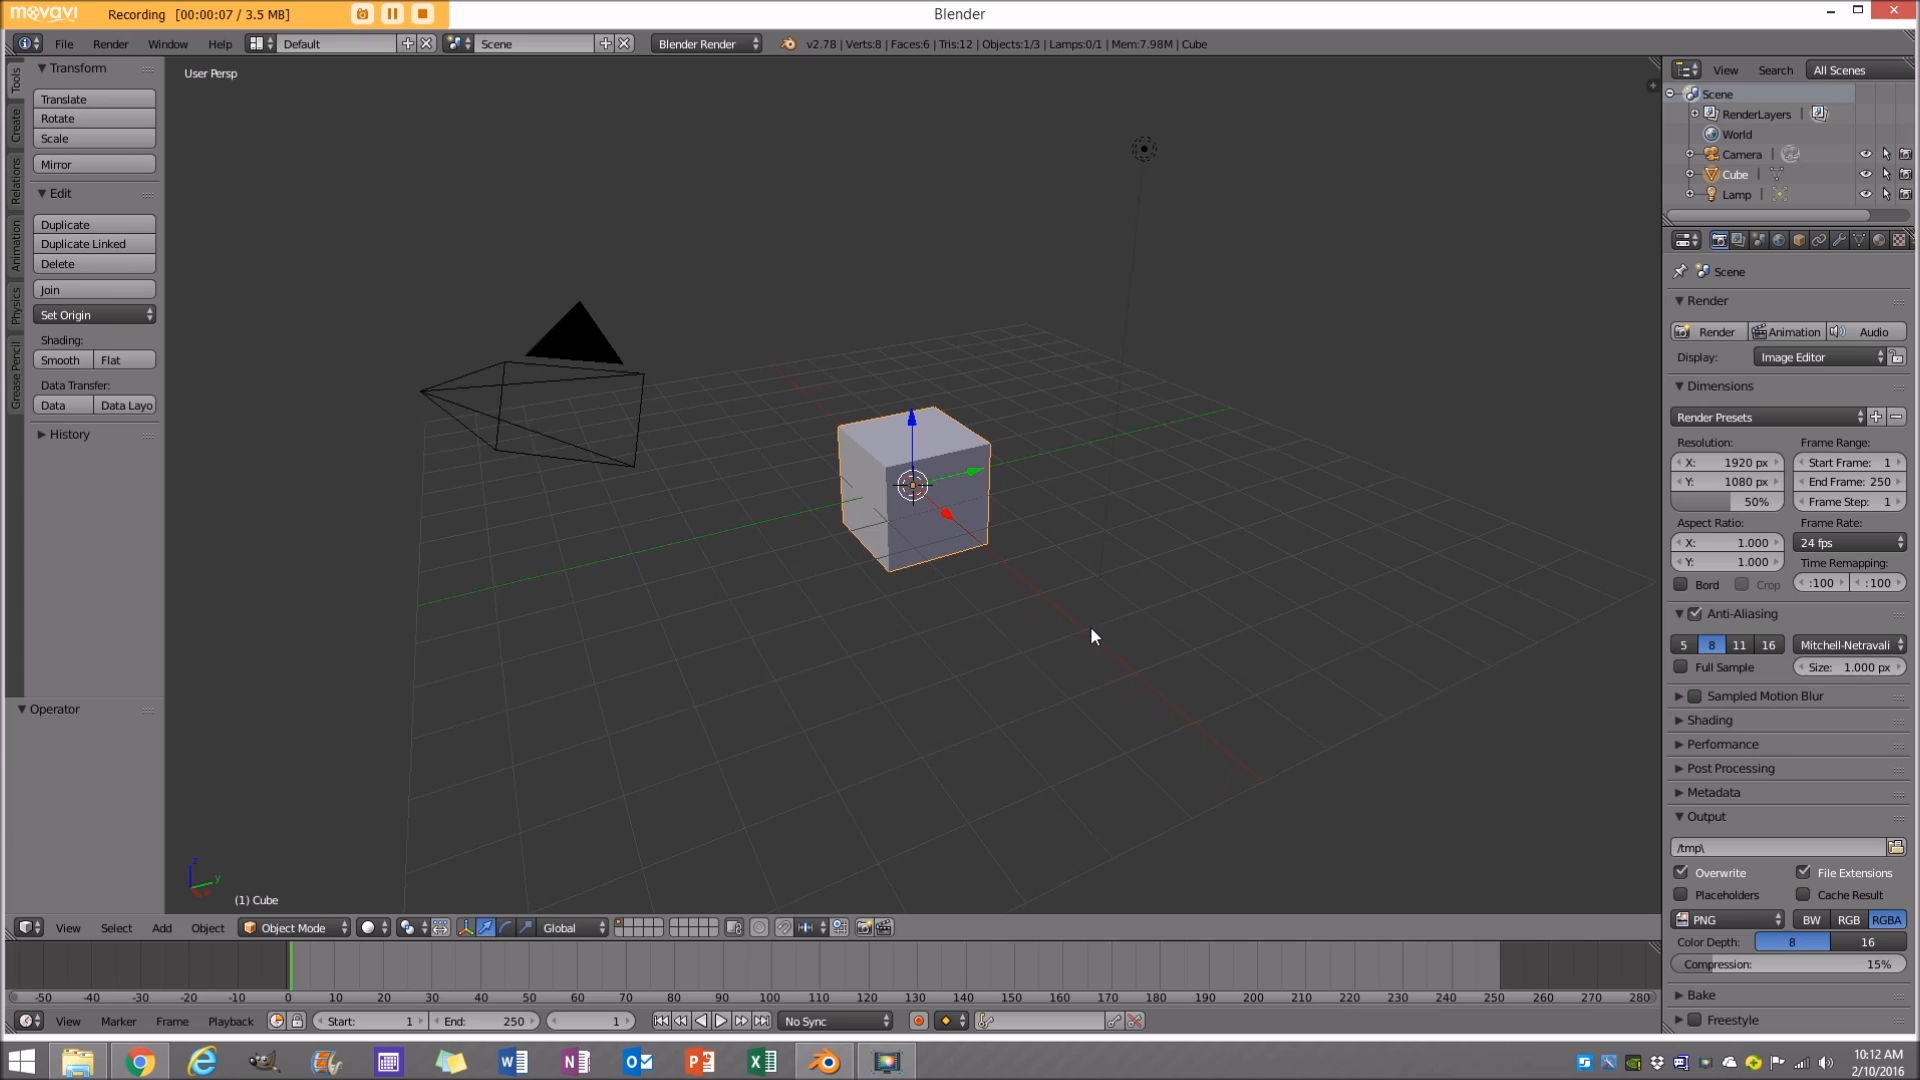 movavi Recording [00:00:07 / 3.5 MB] Blender
File Render Window Help Default Scene Blender Render v2.78 | Verts:8 | Faces:6 | Tris:12 | Objects:1/3 | Lamps:0/1 | Mem:7.98M | Cube
Tools
Create
Relations
Animation
Physics
Grease Pencil
Transform
Translate
Rotate
Scale
Mirror
Edit
Duplicate
Duplicate Linked
Delete
Join
Set Origin
Shading:
Smooth Flat
Data Transfer:
Data Data Layo
History
Operator
User Persp
z
y
(1) Cube
View Search All Scenes
Scene
RenderLayers |
World
Camera |
Cube |
Lamp |
Scene
Render
Render Animation Audio
Display: Image Editor
Dimensions
Render Presets
Resolution: Frame Range:
X: 1920 px Start Frame: 1
Y: 1080 px End Frame: 250
50% Frame Step: 1
Aspect Ratio: Frame Rate:
X: 1.000 24 fps
Y: 1.000 Time Remapping:
Bord Crop :100 :100
Anti-Aliasing
5 8 11 16 Mitchell-Netravali
Full Sample Size: 1.000 px
Sampled Motion Blur
Shading
Performance
Post Processing
Metadata
Output
/tmp\
Overwrite File Extensions
Placeholders Cache Result
PNG BW RGB RGBA
Color Depth: 8 16
Compression: 15%
Bake
Freestyle
View Select Add Object Object Mode Global
-50 -40 -30 -20 -10 0 10 20 30 40 50 60 70 80 90 100 110 120 130 140 150 160 170 180 190 200 210 220 230 240 250 260 270 280
View Marker Frame Playback Start: 1 End: 250 1 No Sync
10:12 AM
2/10/2016